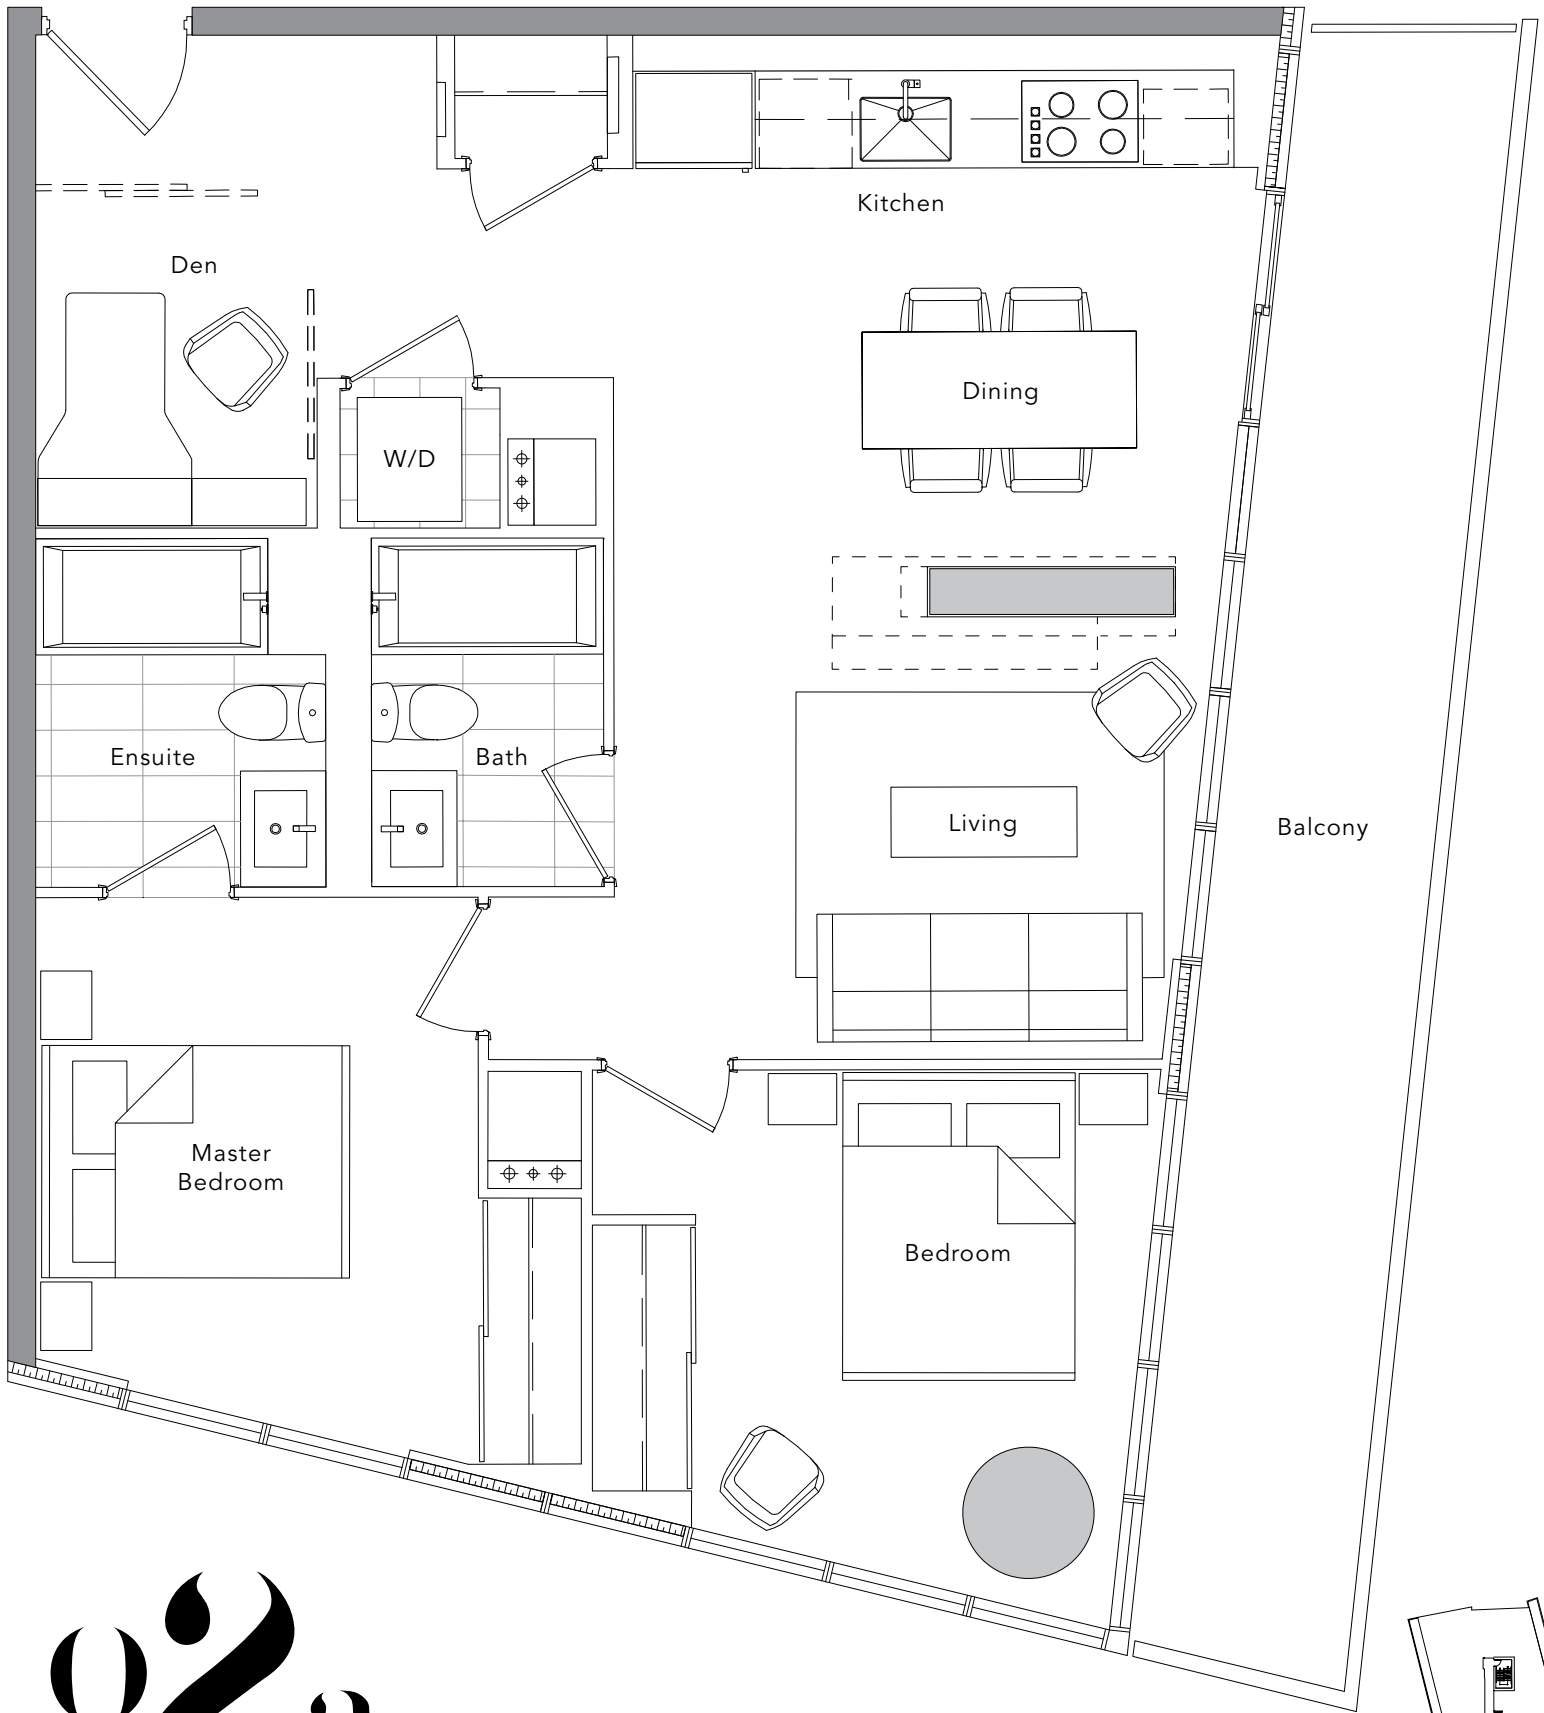 Kitchen
Den
Dining
W/D
Ensuite
Bath
Living
Balcony
Master
Bedroom
Bedroom